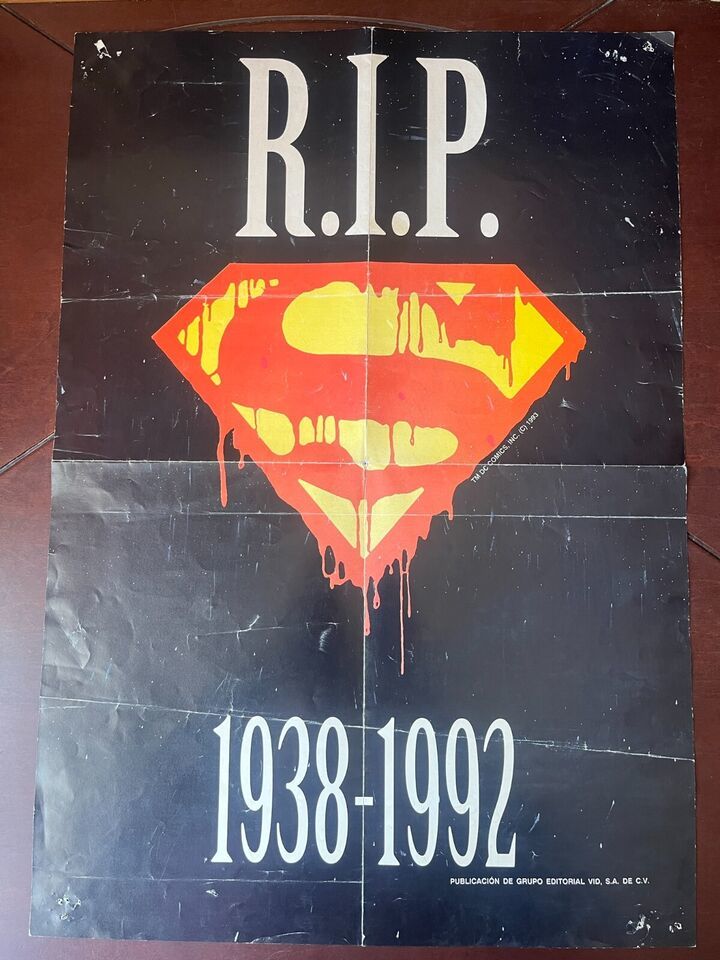 R.I.P.
TM DC COMICS, INC. (C) 1993
1938-1992
PUBLICACIÓN DE GRUPO EDITORIAL VID, S.A. DE C.V.